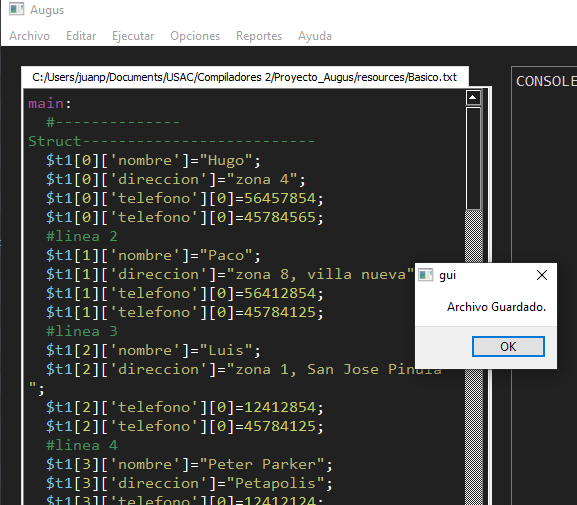 Augus
Archivo Editar Ejecutar Opciones Reportes Ayuda
C:/Users/juanp/Documents/USAC/Compiladores 2/Proyecto_Augus/resources/Basico.txt
CONSOLE
main:
#--------------
Struct--------------------------
$t1[0]['nombre']="Hugo";
$t1[0]['direccion']="zona 4";
$t1[0]['telefono'][0]=56457854;
$t1[0]['telefono'][0]=45784565;
#linea 2
$t1[1]['nombre']="Paco";
$t1[1]['direccion']="zona 8, villa nueva"
$t1[1]['telefono'][0]=56412854;
$t1[1]['telefono'][0]=45784125;
#linea 3
$t1[2]['nombre']="Luis";
$t1[2]['direccion']="zona 1, San Jose Pinula
";
$t1[2]['telefono'][0]=12412854;
$t1[2]['telefono'][0]=45784125;
#linea 4
$t1[3]['nombre']="Peter Parker";
$t1[3]['direccion']="Petapolis";
$t1[3]['telefono'][0]=12412124;
gui
Archivo Guardado.
OK